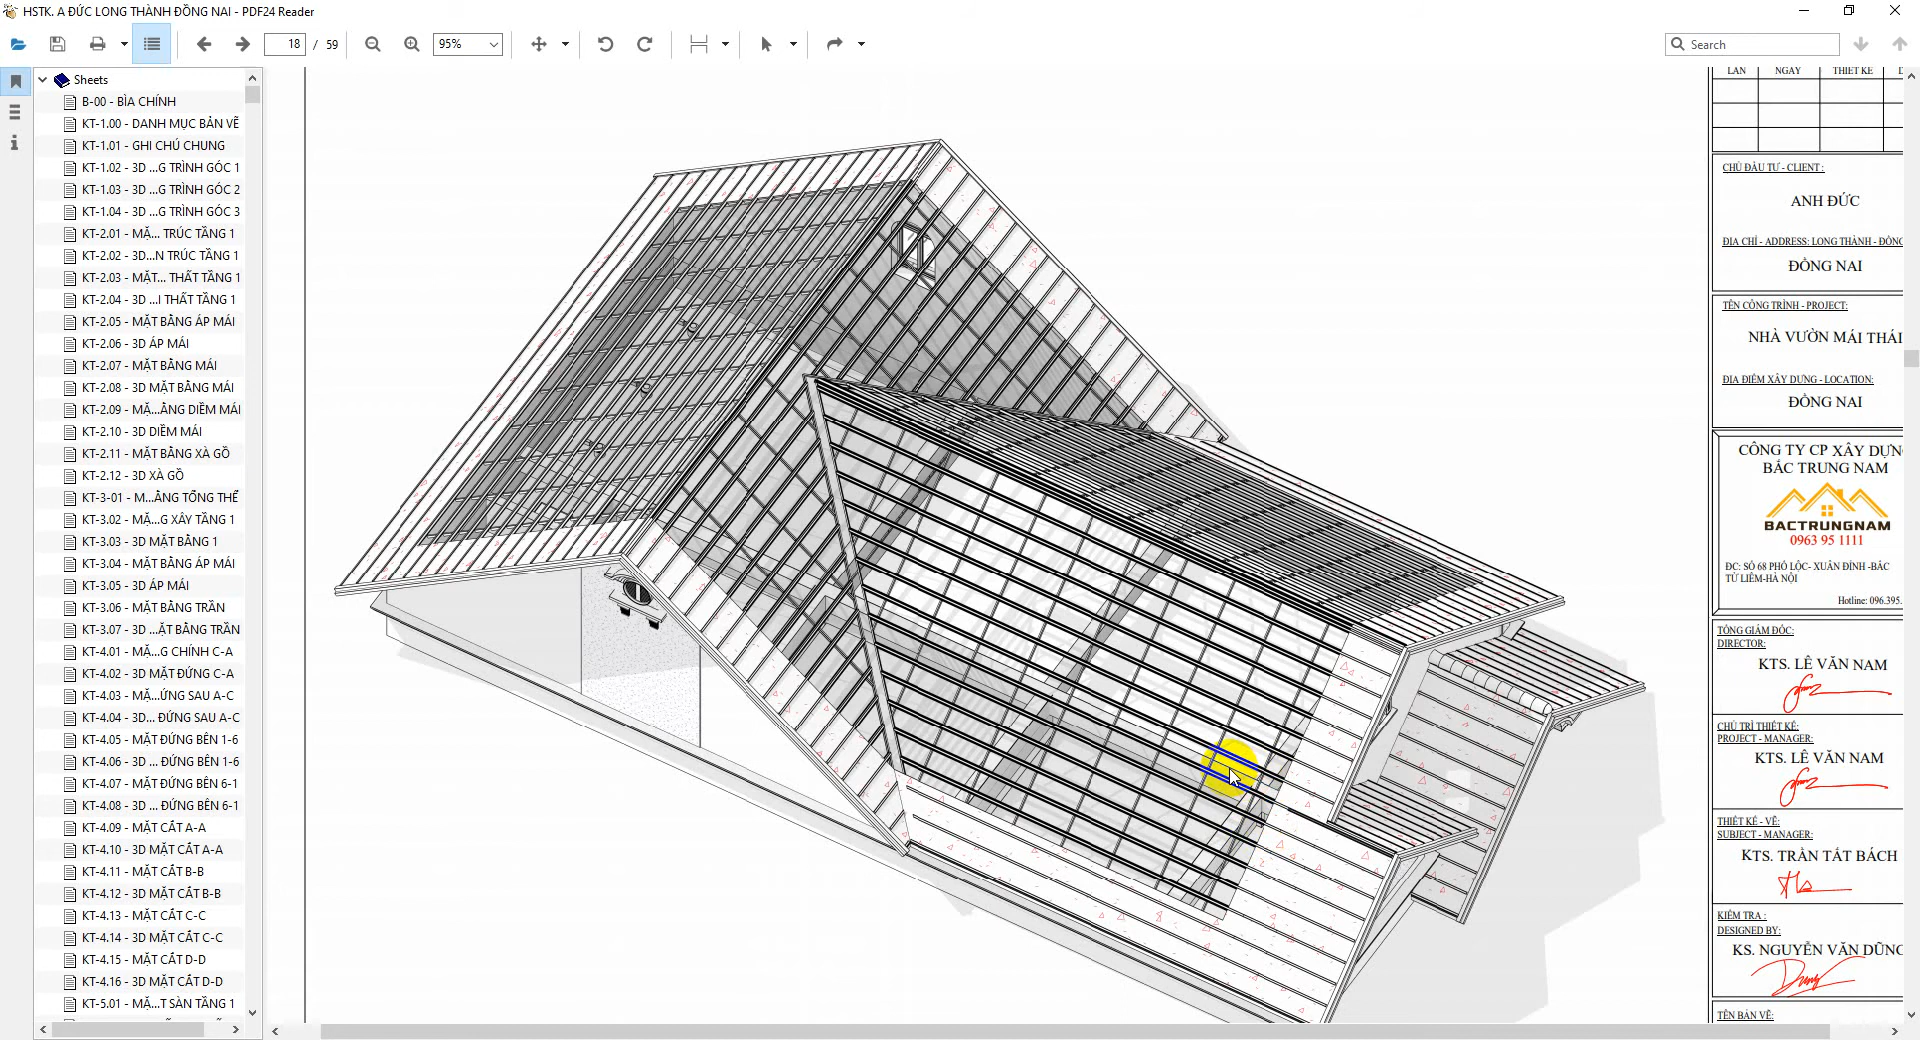 HSTK. A ĐỨC LONG THÀNH ĐỒNG NAI - PDF24 Reader
18 / 59
95%
Search
Sheets
B-00 - BÌA CHÍNH
KT-1.00 - DANH MỤC BẢN VẼ
KT-1.01 - GHI CHÚ CHUNG
KT-1.02 - 3D ...G TRÌNH GÓC 1
KT-1.03 - 3D ...G TRÌNH GÓC 2
KT-1.04 - 3D ...G TRÌNH GÓC 3
KT-2.01 - MẶ... TRÚC TẦNG 1
KT-2.02 - 3D...N TRÚC TẦNG 1
KT-2.03 - MẶT... THẤT TẦNG 1
KT-2.04 - 3D ...I THẤT TẦNG 1
KT-2.05 - MẶT BẰNG ÁP MÁI
KT-2.06 - 3D ÁP MÁI
KT-2.07 - MẶT BẰNG MÁI
KT-2.08 - 3D MẶT BẰNG MÁI
KT-2.09 - MẶ...ẰNG DIỀM MÁI
KT-2.10 - 3D DIỀM MÁI
KT-2.11 - MẶT BẰNG XÀ GỒ
KT-2.12 - 3D XÀ GỒ
KT-3-01 - M...ẰNG TỔNG THỂ
KT-3.02 - MẶ...G XÂY TẦNG 1
KT-3.03 - 3D MẶT BẰNG 1
KT-3.04 - MẶT BẰNG ÁP MÁI
KT-3.05 - 3D ÁP MÁI
KT-3.06 - MẶT BẰNG TRẦN
KT-3.07 - 3D ...ẶT BẰNG TRẦN
KT-4.01 - MẶ...G CHÍNH C-A
KT-4.02 - 3D MẶT ĐỨNG C-A
KT-4.03 - MẶ...ỨNG SAU A-C
KT-4.04 - 3D... ĐỨNG SAU A-C
KT-4.05 - MẶT ĐỨNG BÊN 1-6
KT-4.06 - 3D ... ĐỨNG BÊN 1-6
KT-4.07 - MẶT ĐỨNG BÊN 6-1
KT-4.08 - 3D ... ĐỨNG BÊN 6-1
KT-4.09 - MẶT CẮT A-A
KT-4.10 - 3D MẶT CẮT A-A
KT-4.11 - MẶT CẮT B-B
KT-4.12 - 3D MẶT CẮT B-B
KT-4.13 - MẶT CẮT C-C
KT-4.14 - 3D MẶT CẮT C-C
KT-4.15 - MẶT CẮT D-D
KT-4.16 - 3D MẶT CẮT D-D
KT-5.01 - MẶ...T SÀN TẦNG 1
LẦN NGÀY THIẾT KẾ
CHỦ ĐẦU TƯ - CLIENT :
ANH ĐỨC
ĐỊA CHỈ - ADDRESS: LONG THÀNH - ĐỒNG
ĐỒNG NAI
TÊN CÔNG TRÌNH - PROJECT:
NHÀ VƯỜN MÁI THÁI
ĐỊA ĐIỂM XÂY DỰNG - LOCATION:
ĐỒNG NAI
CÔNG TY CP XÂY DỰN
BẮC TRUNG NAM
BACTRUNGNAM
0963 95 1111
ĐC: SỐ 68 PHỐ LỘC- XUÂN ĐỈNH -BẮC
TỪ LIÊM-HÀ NỘI
Hotline: 096.395.
TỔNG GIÁM ĐỐC:
DIRECTOR:
KTS. LÊ VĂN NAM
CHỦ TRÌ THIẾT KẾ:
PROJECT - MANAGER:
KTS. LÊ VĂN NAM
THIẾT KẾ - VẼ:
SUBJECT - MANAGER:
KTS. TRẦN TẤT BÁCH
KIỂM TRA :
DESIGNED BY:
KS. NGUYỄN VĂN DŨNG
TÊN BẢN VẼ: